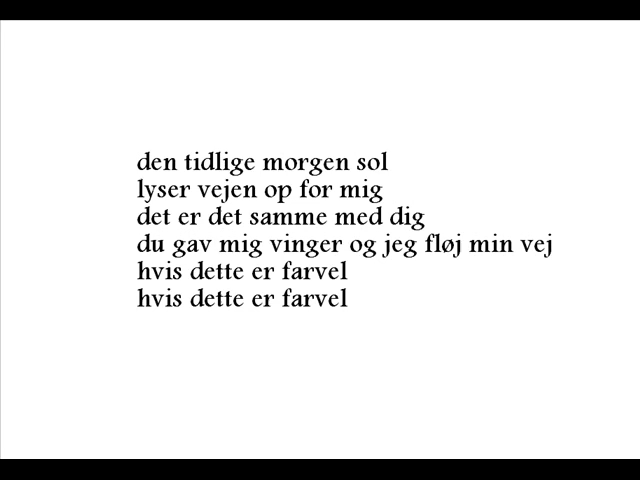 den tidlige morgen sol
lyser vejen op for mig
det er det samme med dig
du gav mig vinger og jeg fløj min vej
hvis dette er farvel
hvis dette er farvel